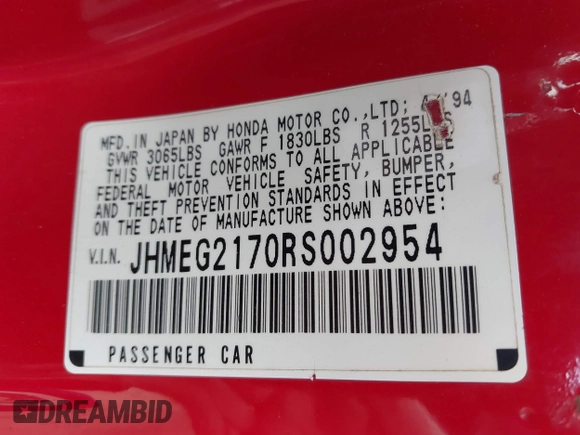 MFD. IN JAPAN BY HONDA MOTOR CO.,LTD; '94
GVWR 3065LBS GAWR F 1830LBS R 1255LBS
THIS VEHICLE CONFORMS TO ALL APPLICABLE
FEDERAL MOTOR VEHICLE SAFETY, BUMPER,
AND THEFT PREVENTION STANDARDS IN EFFECT
ON THE DATE OF MANUFACTURE SHOWN ABOVE:
V.I.N. JHMEG2170RS002954
PASSENGER CAR
DREAMBID